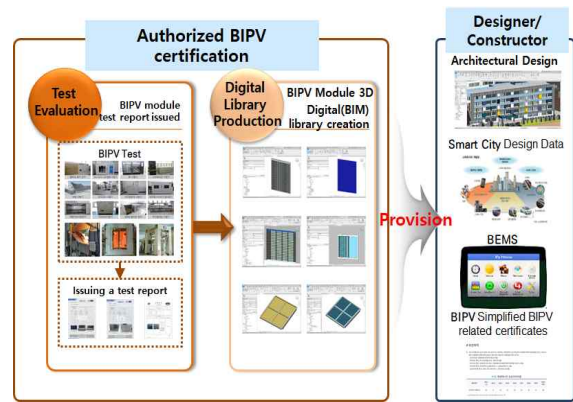 Authorized BIPV
certification
Test
Evaluation
BIPV module
test report issued
BIPV Test
Issuing a test report
Digital
Library
Production
BIPV Module 3D
Digital(BIM)
library creation
Provision
Designer/
Constructor
Architectural Design
Smart City Design Data
BEMS
BIPV Simplified BIPV
related certificates